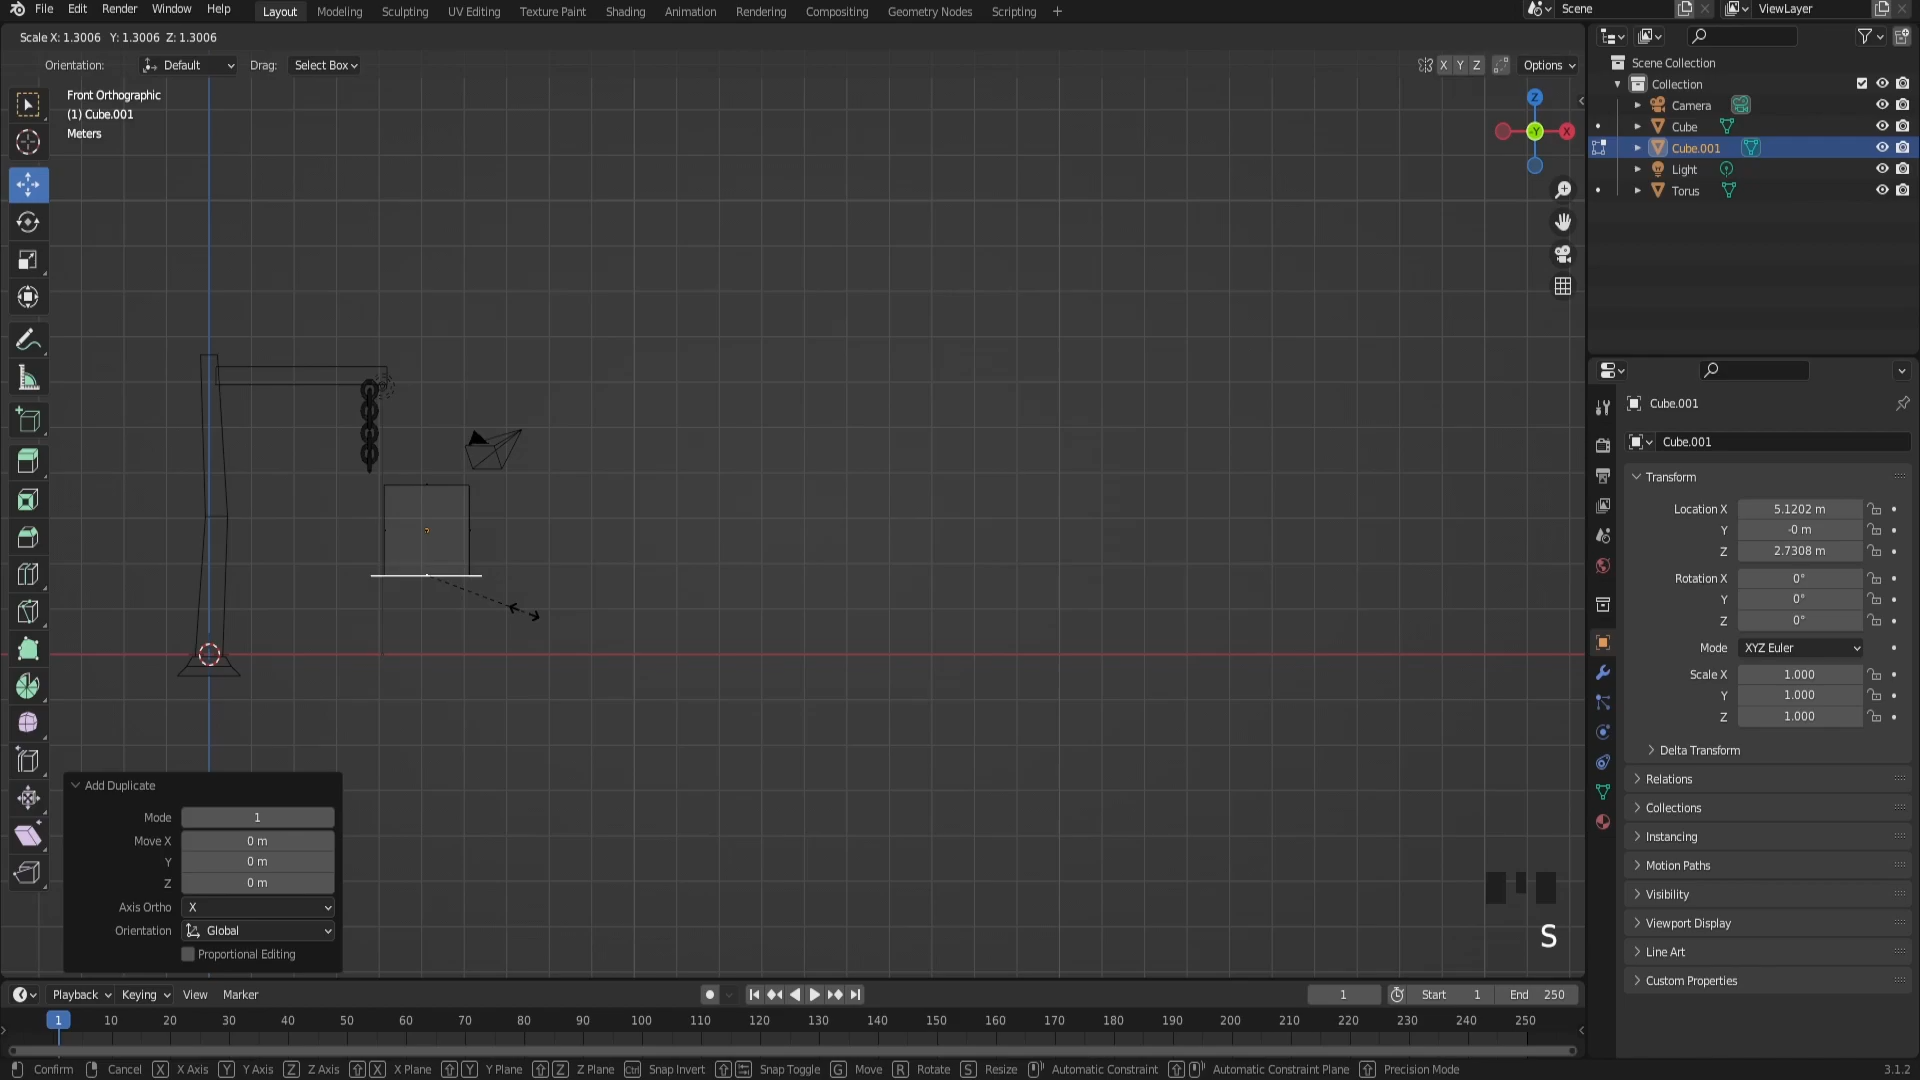 File Edit Render Window Help Layout Modeling Sculpting UV Editing Texture Paint Shading Animation Rendering Compositing Geometry Nodes Scripting + Scene ViewLayer
Scale X: 1.3006 Y: 1.3006 Z: 1.3006
Orientation: Default Drag: Select Box X Y Z Options
Front Orthographic
(1) Cube.001
Meters
Z
-Y
X
Scene Collection
Collection
Camera
Cube
Cube.001
Light
Torus
Cube.001
Cube.001
Transform
Location X 5.1202 m
Y -0 m
Z 2.7308 m
Rotation X 0°
Y 0°
Z 0°
Mode XYZ Euler
Scale X 1.000
Y 1.000
Z 1.000
Delta Transform
Relations
Collections
Instancing
Motion Paths
Visibility
Viewport Display
Line Art
Custom Properties
Add Duplicate
Mode 1
Move X 0 m
Y 0 m
Z 0 m
Axis Ortho X
Orientation Global
Proportional Editing
S
Playback Keying View Marker 1 Start 1 End 250
1 10 20 30 40 50 60 70 80 90 100 110 120 130 140 150 160 170 180 190 200 210 220 230 240 250
Confirm Cancel X X Axis Y Y Axis Z Z Axis X X Plane Y Y Plane Z Z Plane Ctrl Snap Invert Snap Toggle G Move R Rotate S Resize Automatic Constraint Automatic Constraint Plane Precision Mode 3.1.2